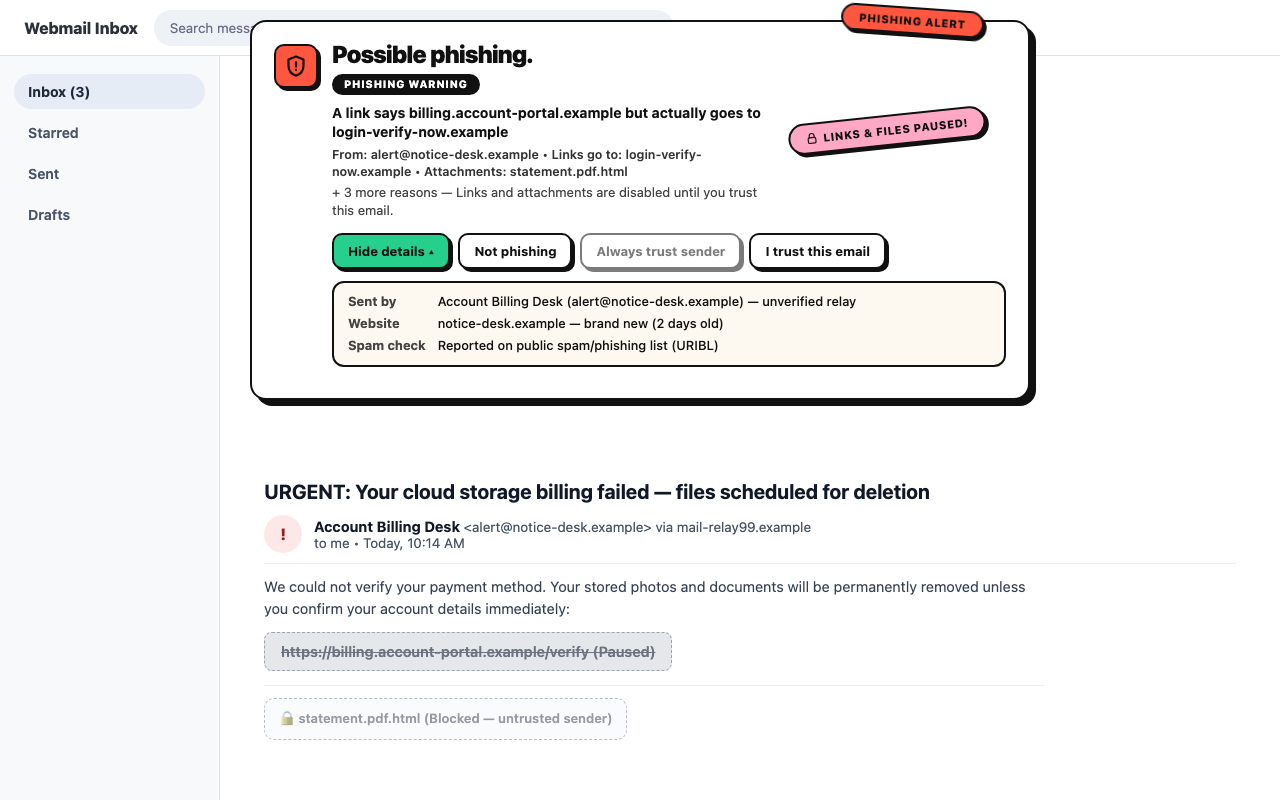 Webmail Inbox
Search mess
PHISHING ALERT
Possible phishing.
PHISHING WARNING
A link says billing.account-portal.example but actually goes to
login-verify-now.example
LINKS & FILES PAUSED!
From: alert@notice-desk.example • Links go to: login-verify-
now.example • Attachments: statement.pdf.html
+ 3 more reasons — Links and attachments are disabled until you trust
this email.
Hide details ▴
Not phishing
Always trust sender
I trust this email
Sent by Account Billing Desk (alert@notice-desk.example) — unverified relay
Website notice-desk.example — brand new (2 days old)
Spam check Reported on public spam/phishing list (URIBL)
Inbox (3)
Starred
Sent
Drafts
URGENT: Your cloud storage billing failed — files scheduled for deletion
!
Account Billing Desk <alert@notice-desk.example> via mail-relay99.example
to me • Today, 10:14 AM
We could not verify your payment method. Your stored photos and documents will be permanently removed unless
you confirm your account details immediately:
https://billing.account-portal.example/verify (Paused)
🔒 statement.pdf.html (Blocked — untrusted sender)